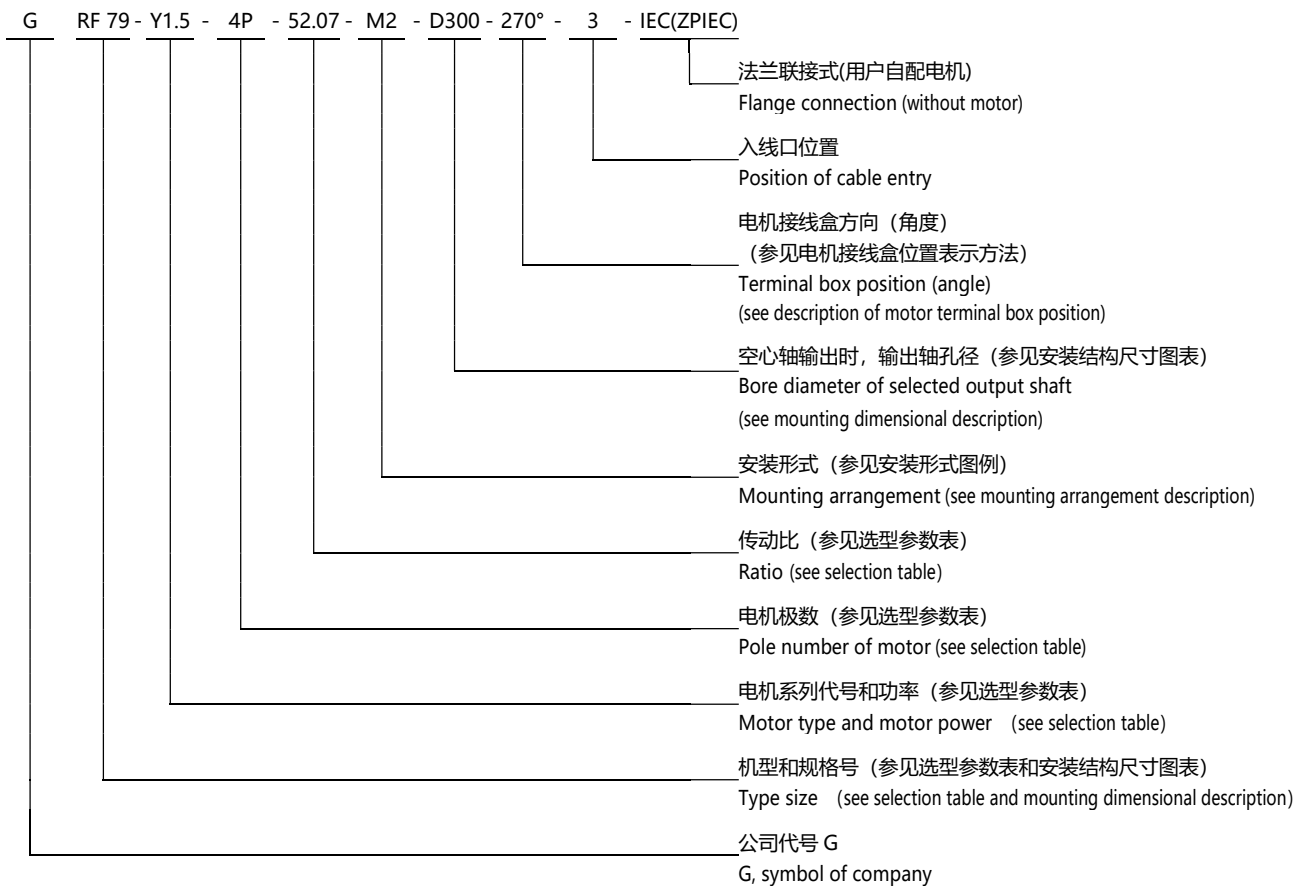 G RF 79 - Y1.5 - 4P - 52.07 - M2 - D300 - 270° - 3 - IEC(ZPIEC)
法兰联接式(用户自配电机)
Flange connection (without motor)
入线口位置
Position of cable entry
电机接线盒方向（角度）
（参见电机接线盒位置表示方法）
Terminal box position (angle)
(see description of motor terminal box position)
空心轴输出时，输出轴孔径（参见安装结构尺寸图表）
Bore diameter of selected output shaft
(see mounting dimensional description)
安装形式（参见安装形式图例）
Mounting arrangement (see mounting arrangement description)
传动比（参见选型参数表）
Ratio (see selection table)
电机极数（参见选型参数表）
Pole number of motor (see selection table)
电机系列代号和功率（参见选型参数表）
Motor type and motor power (see selection table)
机型和规格号（参见选型参数表和安装结构尺寸图表）
Type size (see selection table and mounting dimensional description)
公司代号 G
G, symbol of company